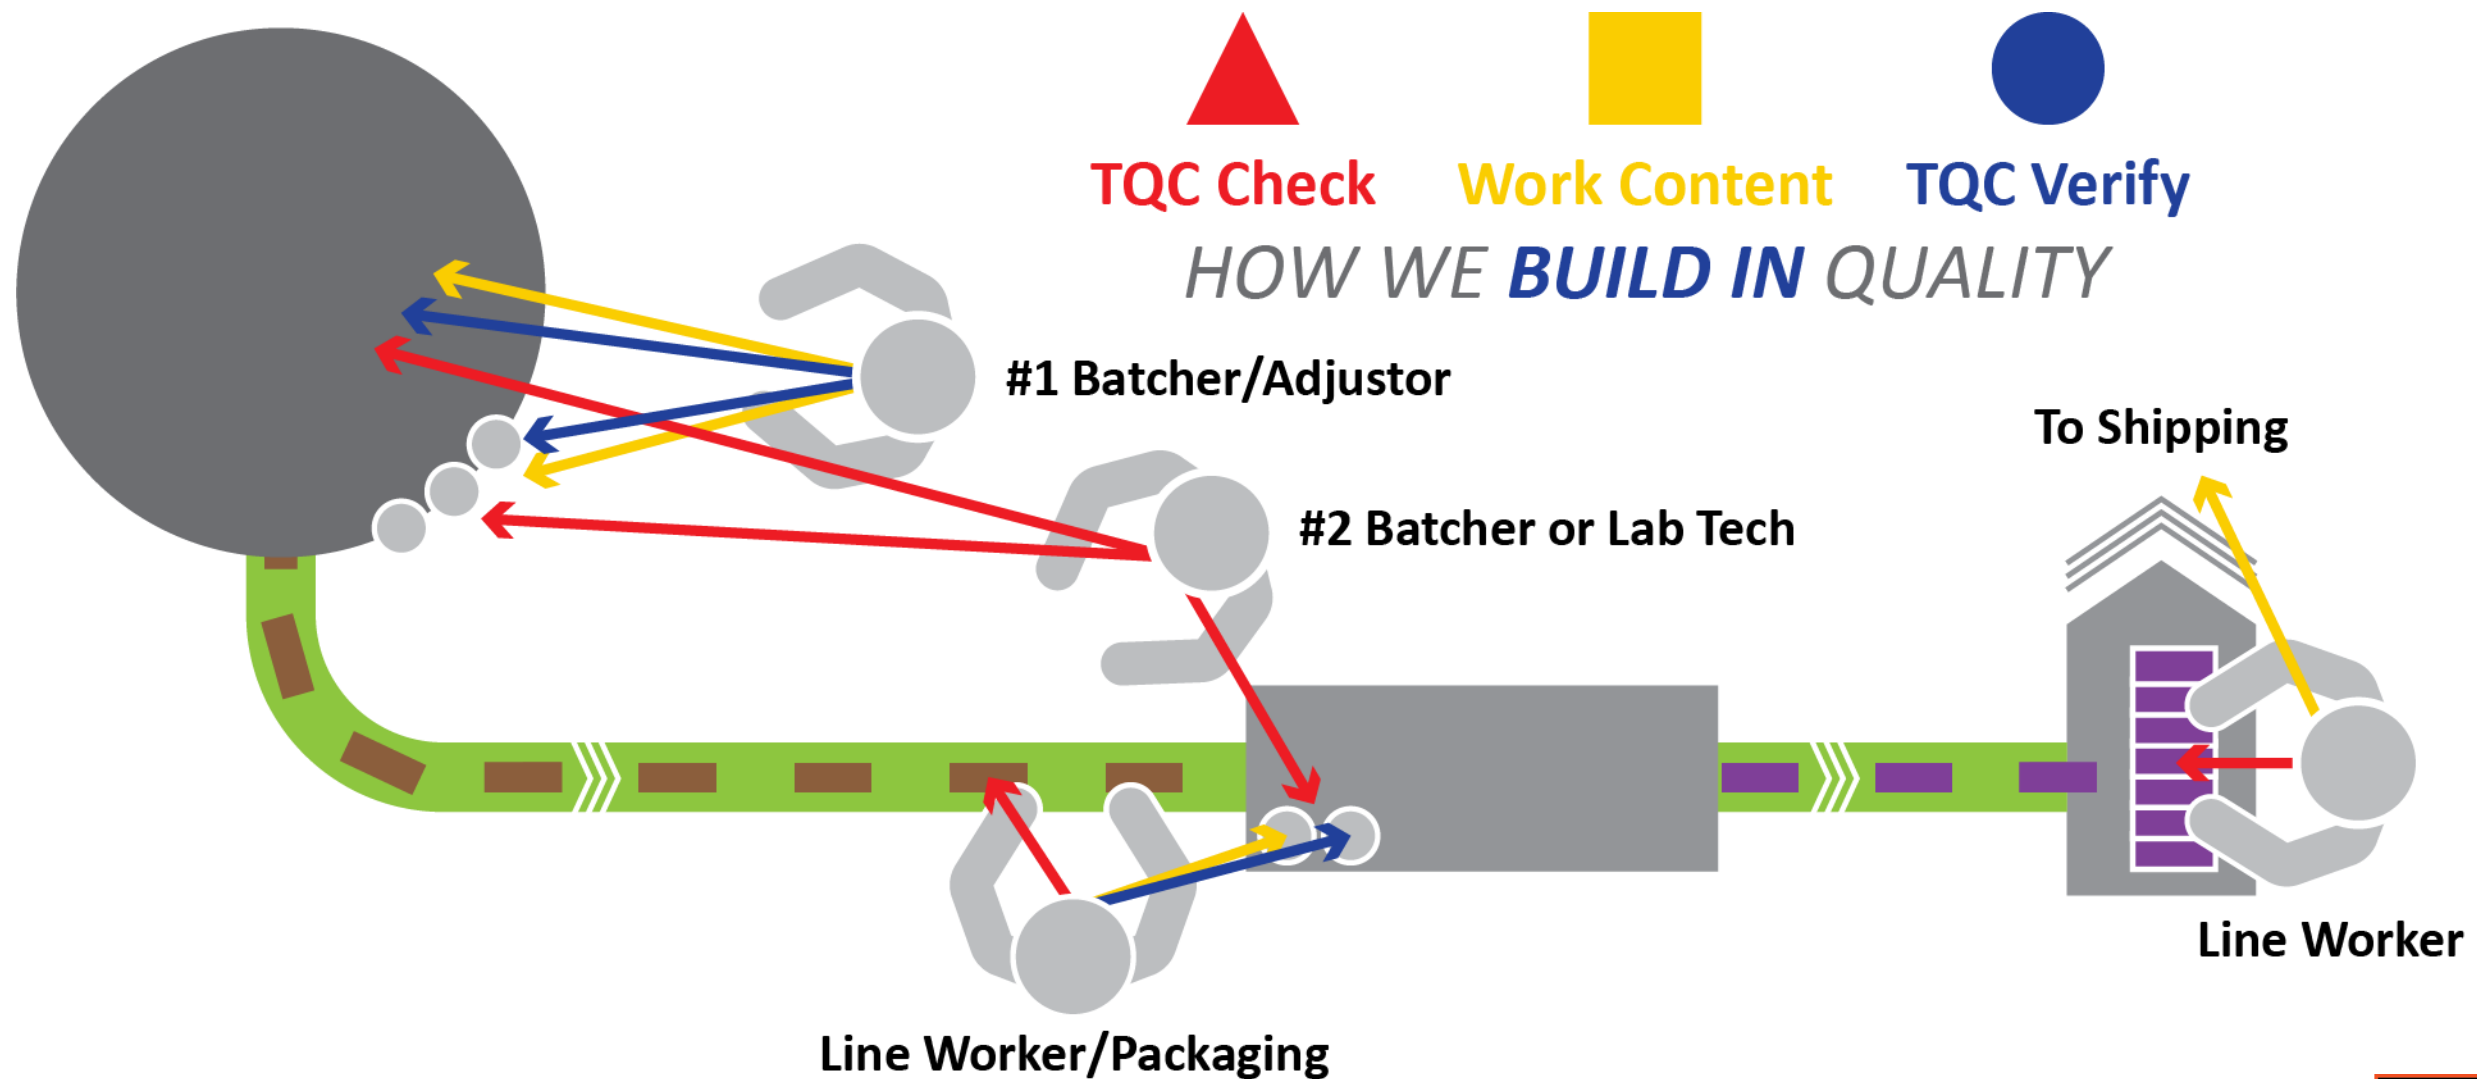 TQC Check
Work Content
TQC Verify
HOW WE BUILD IN QUALITY
#1 Batcher/Adjustor
To Shipping
#2 Batcher or Lab Tech
Line Worker
Line Worker/Packaging